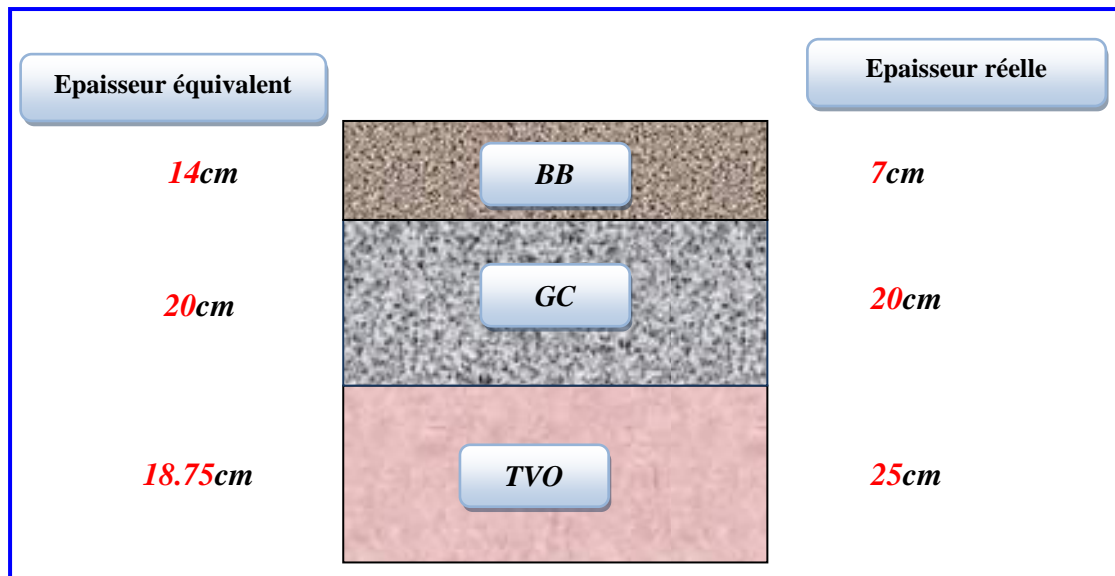 Epaisseur équivalent
Epaisseur réelle
14cm
BB
7cm
20cm
GC
20cm
18.75cm
TVO
25cm